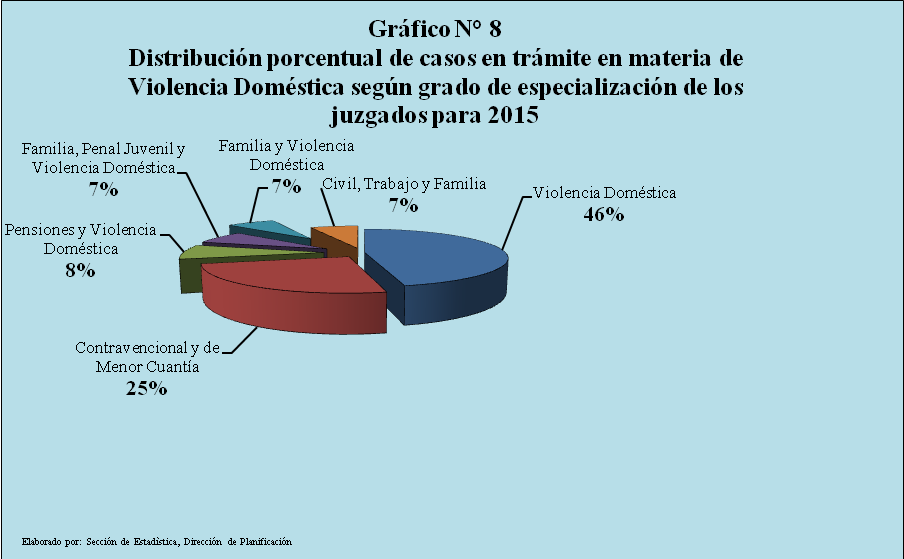 Gráfico N° 8
Distribución porcentual de casos en trámite en materia de
Violencia Doméstica según grado de especialización de los
juzgados para 2015
Familia, Penal Juvenil y
Violencia Doméstica
7%
Familia y Violencia
Doméstica
7%
Civil, Trabajo y Familia
7%
Violencia Doméstica
46%
Pensiones y Violencia
Doméstica
8%
Contravencional y de
Menor Cuantía
25%
Elaborado por: Sección de Estadística, Dirección de Planificación